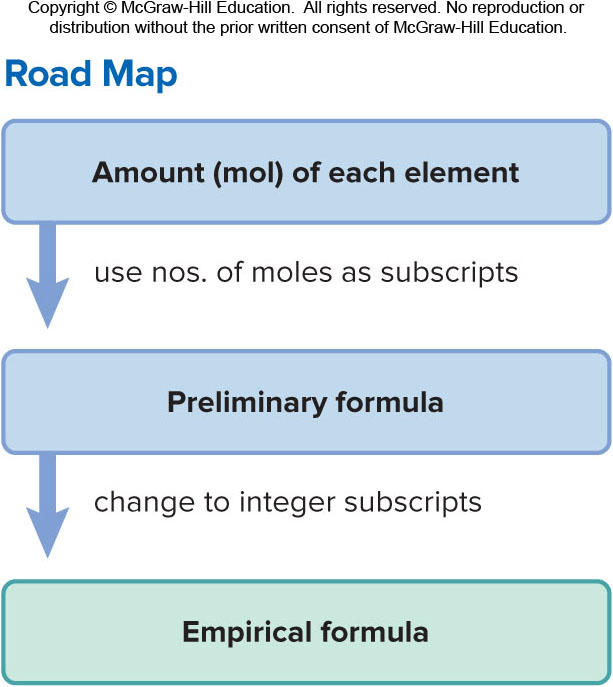 Copyright © McGraw-Hill Education.  All rights reserved. No reproduction or
distribution without the prior written consent of McGraw-Hill Education.
Road Map
Amount (mol) of each element
use nos. of moles as subscripts
Preliminary formula
change to integer subscripts
Empirical formula